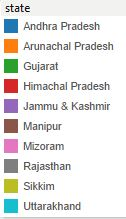 state
Andhra Pradesh
Arunachal Pradesh
Gujarat
Himachal Pradesh
Jammu & Kashmir
Manipur
Mizoram
Rajasthan
Sikkim
Uttarakhand